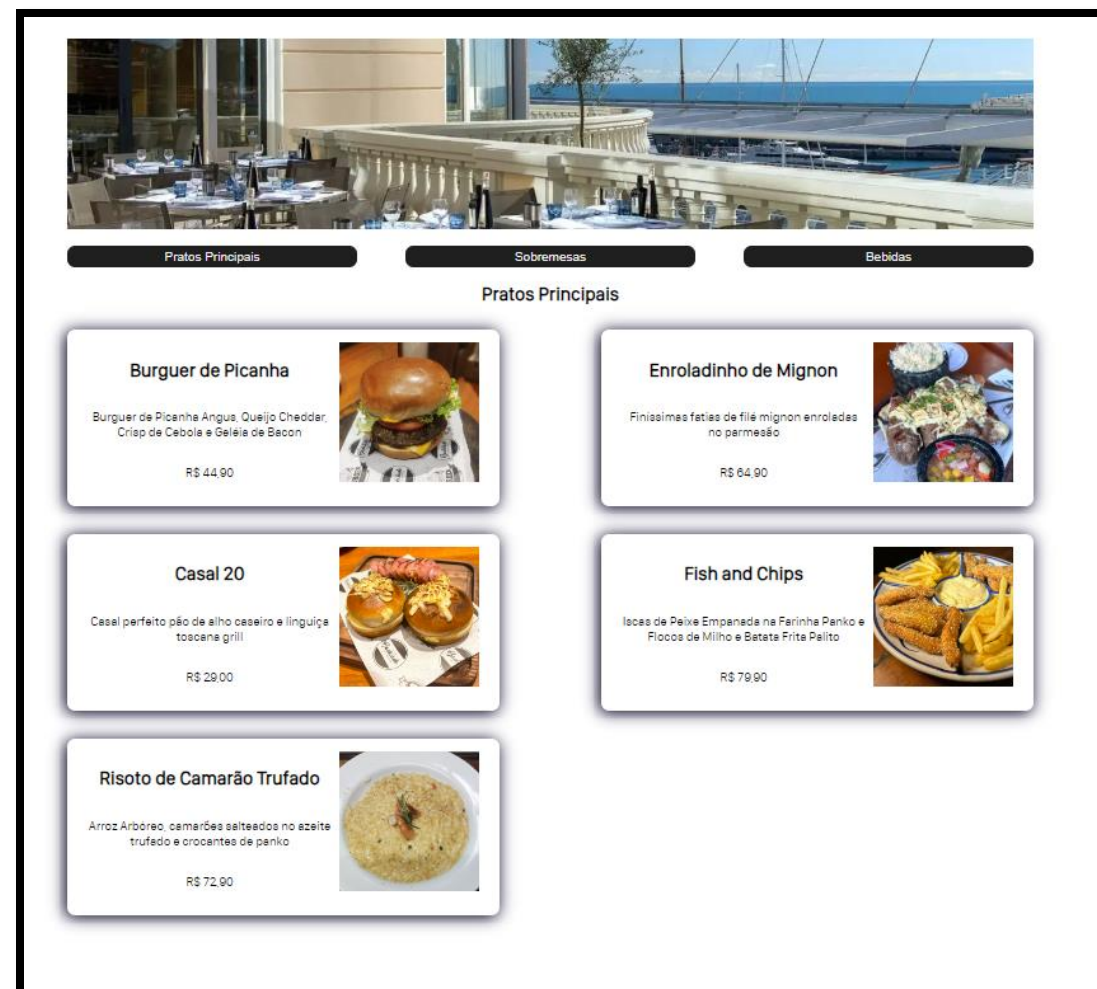 Pratos Principais
Sobremesas
Bebidas
Pratos Principais
Burguer de Picanha
Burguer de Picanha Angus, Queijo Cheddar,
Crisp de Cebola e Geléia de Bacon
R$ 44,90
Enroladinho de Mignon
Finíssimas fatias de filé mignon enroladas
no parmesão
R$ 64,90
Casal 20
Casal perfeito pão de alho caseiro e linguiça
toscana grill
R$ 29,00
Fish and Chips
Iscas de Peixe Empanada na Farinha Panko e
Flocos de Milho e Batata Frita Palito
R$ 79,90
Risoto de Camarão Trufado
Arroz Arbóreo, camarões salteados no azeite
trufado e crocantes de panko
R$ 72,90